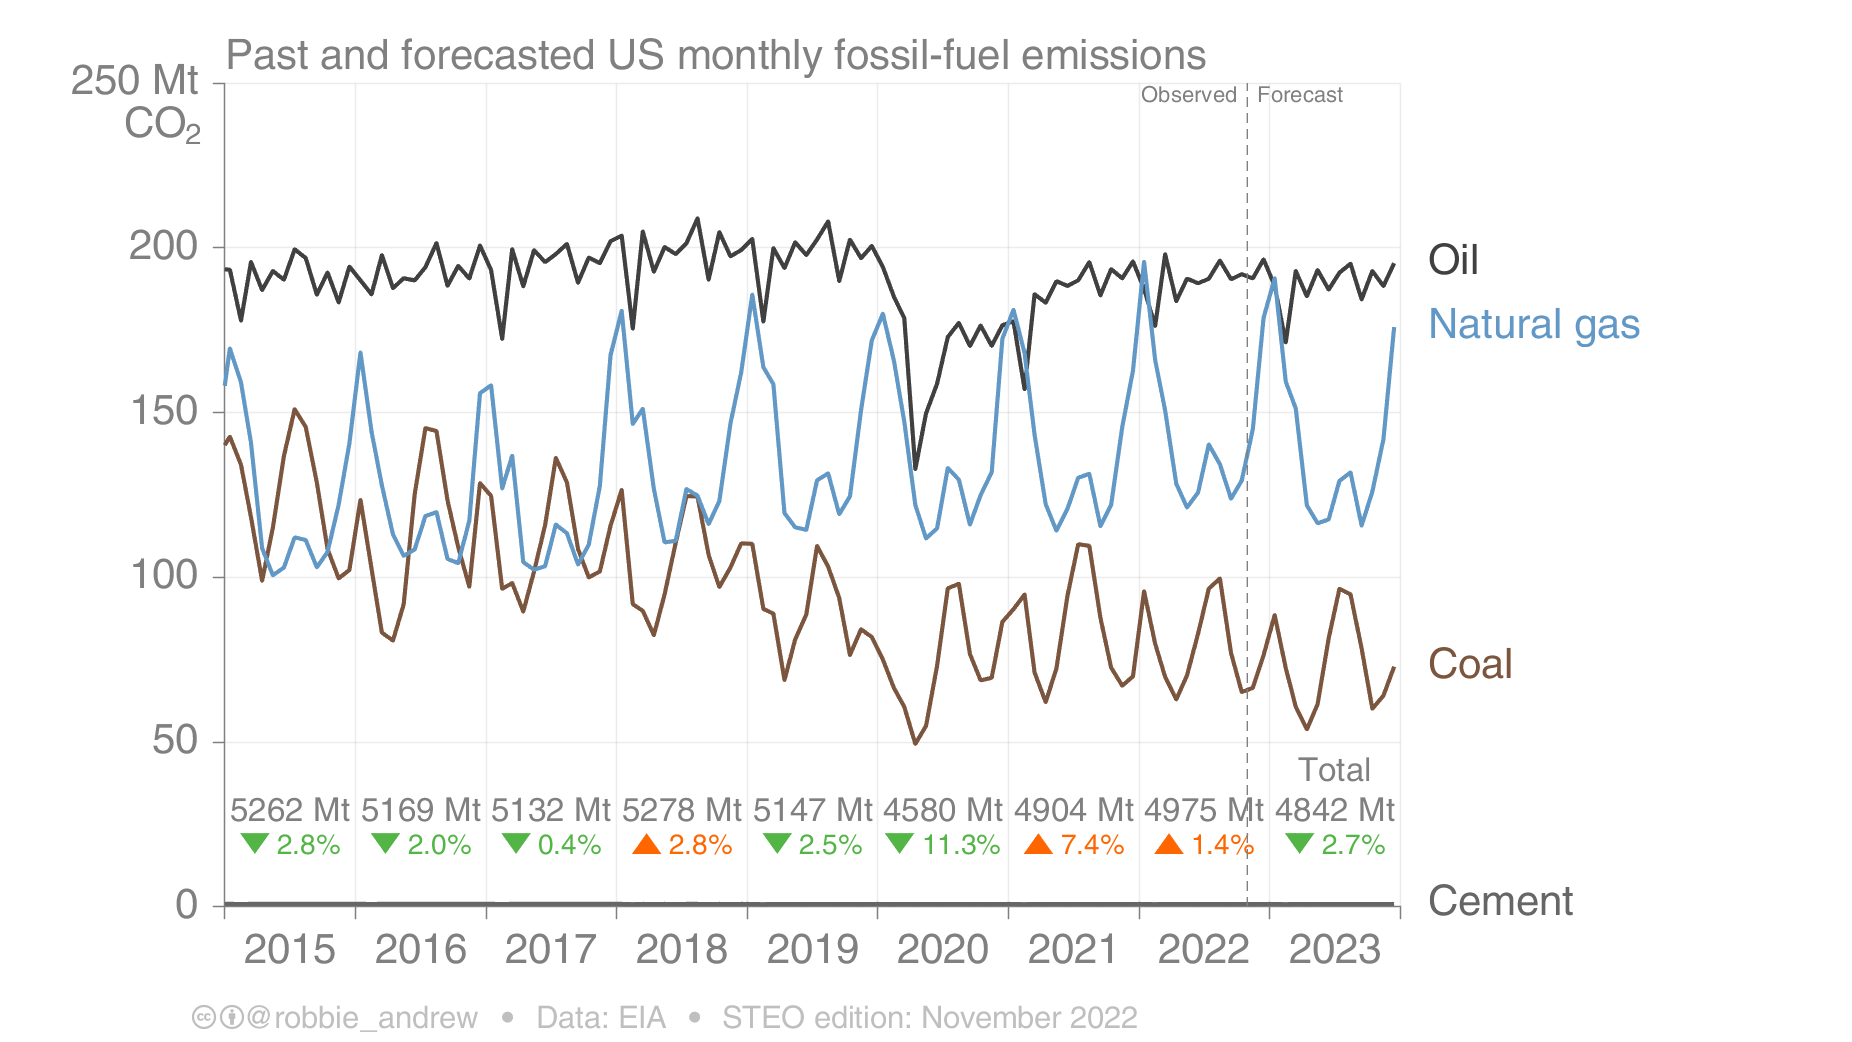 Past and forecasted US monthly fossil-fuel emissions
250 Mt
CO₂
Observed
Forecast
200
150
100
50
0
Oil
Natural gas
Coal
Cement
Total
5262 Mt 5169 Mt 5132 Mt 5278 Mt 5147 Mt 4580 Mt 4904 Mt 4975 Mt 4842 Mt
▼ 2.8% ▼ 2.0% ▼ 0.4% ▲ 2.8% ▼ 2.5% ▼ 11.3% ▲ 7.4% ▲ 1.4% ▼ 2.7%
2015 2016 2017 2018 2019 2020 2021 2022 2023
cc @robbie_andrew • Data: EIA • STEO edition: November 2022